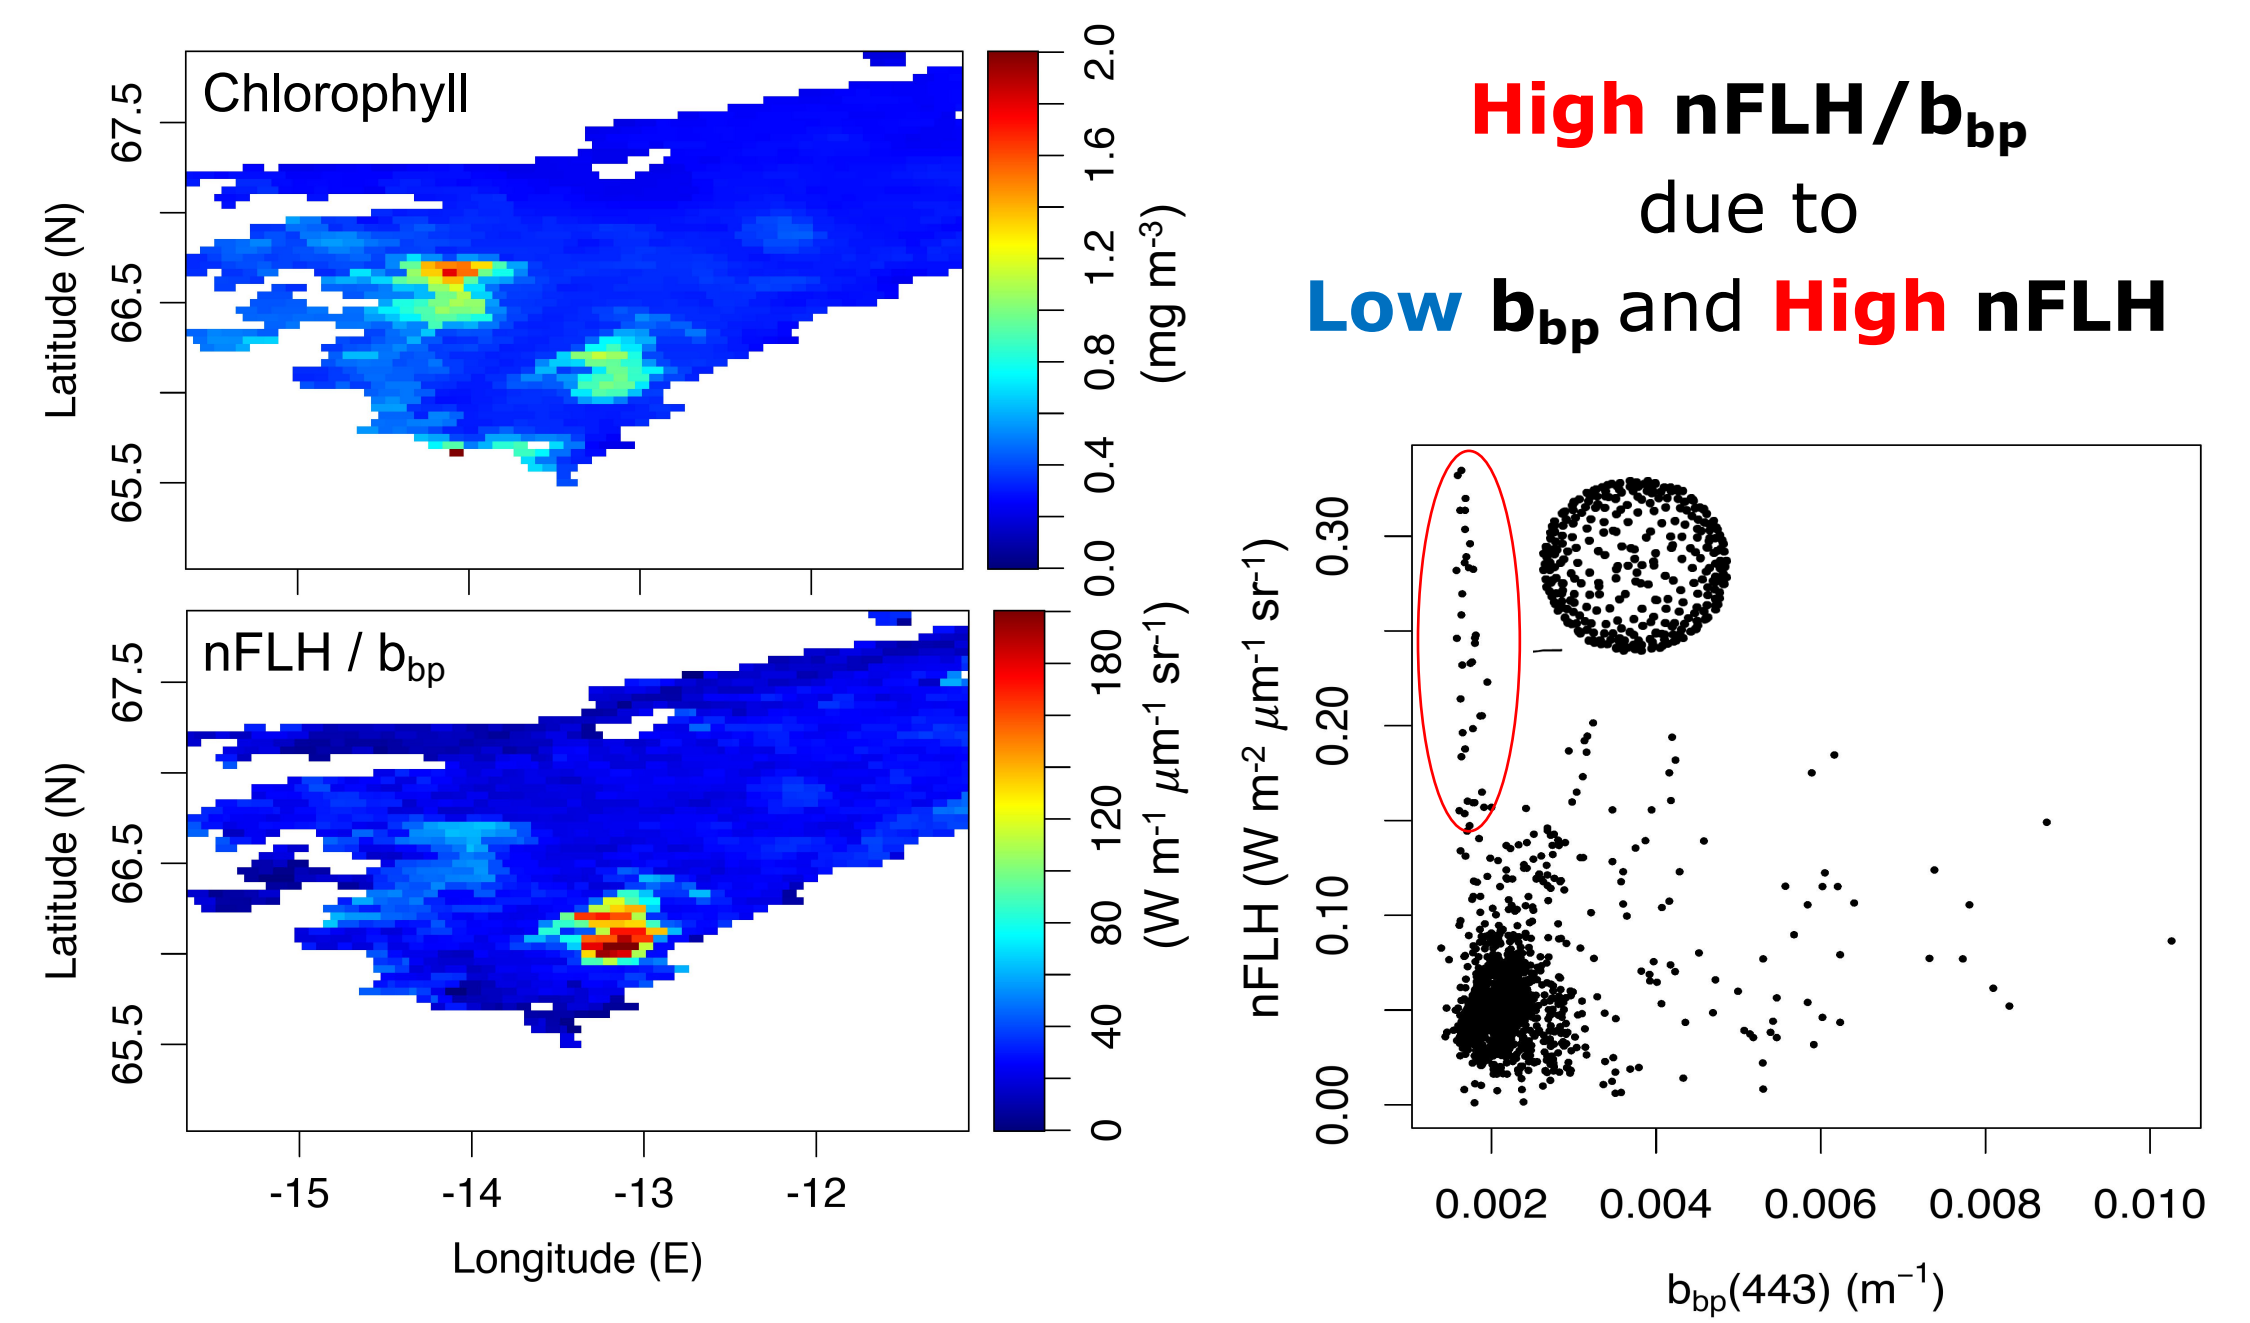 Chlorophyll
67.5
66.5
65.5
Latitude (N)
0.0 0.4 0.8 1.2 1.6 2.0
(mg m⁻³)
nFLH / b_bp
67.5
66.5
65.5
Latitude (N)
0 40 80 120 180
(W m⁻¹ μm⁻¹ sr⁻¹)
-15 -14 -13 -12
Longitude (E)
High nFLH/b_bp
due to
Low b_bp and High nFLH
0.30
0.20
0.10
0.00
nFLH (W m⁻² μm⁻¹ sr⁻¹)
0.002 0.004 0.006 0.008 0.010
b_bp(443) (m⁻¹)